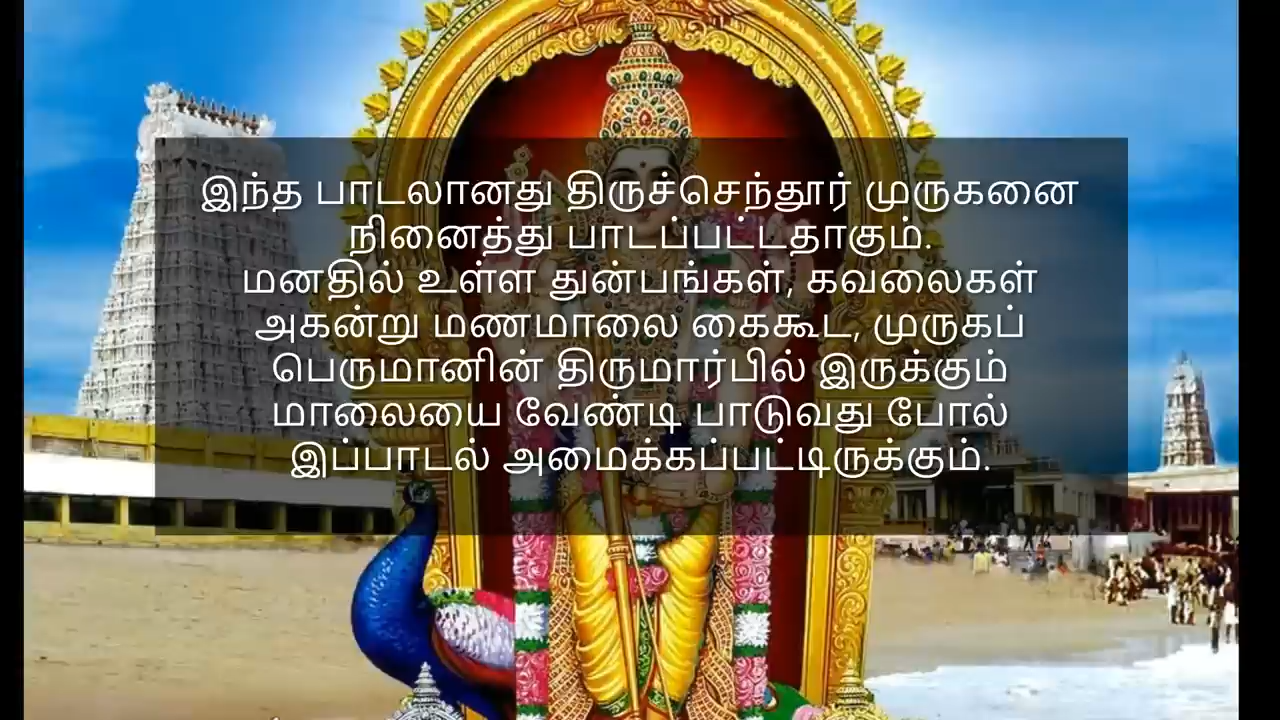 இந்த பாடலானது திருச்செந்தூர் முருகனை
நினைத்து பாடப்பட்டதாகும்.
மனதில் உள்ள துன்பங்கள், கவலைகள்
அகன்று மணமாலை கைகூட, முருகப்
பெருமானின் திருமார்பில் இருக்கும்
மாலையை வேண்டி பாடுவது போல்
இப்பாடல் அமைக்கப்பட்டிருக்கும்.